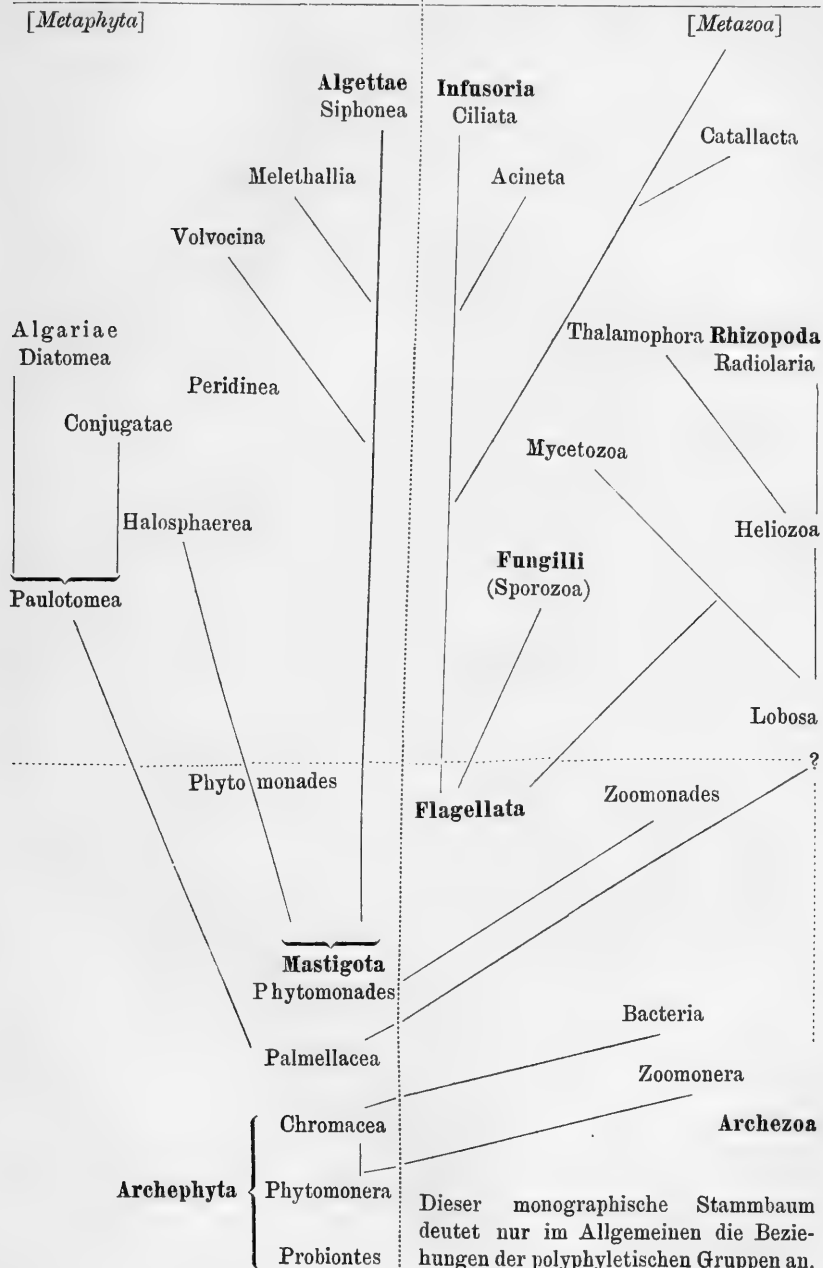 [Metaphyta]
[Metazoa]
Algettae
Siphonea
Infusoria
Ciliata
Catallacta
Melethallia
Acineta
Volvocina
Algariae
Diatomea
Thalamophora Rhizopoda
Radiolaria
Peridinea
Conjugatae
Mycetozoa
Halosphaerea
Heliozoa
Fungilli
(Sporozoa)
Paulotomea
Lobosa
?
Phytomonades
Flagellata
Zoomonades
Mastigota
Phytomonades
Bacteria
Palmellacea
Zoomonera
Chromacea
Archezoa
Archephyta
Phytomonera
Probiontes
Dieser monographische Stammbaum
deutet nur im Allgemeinen die Bezie-
hungen der polyphyletischen Gruppen an.